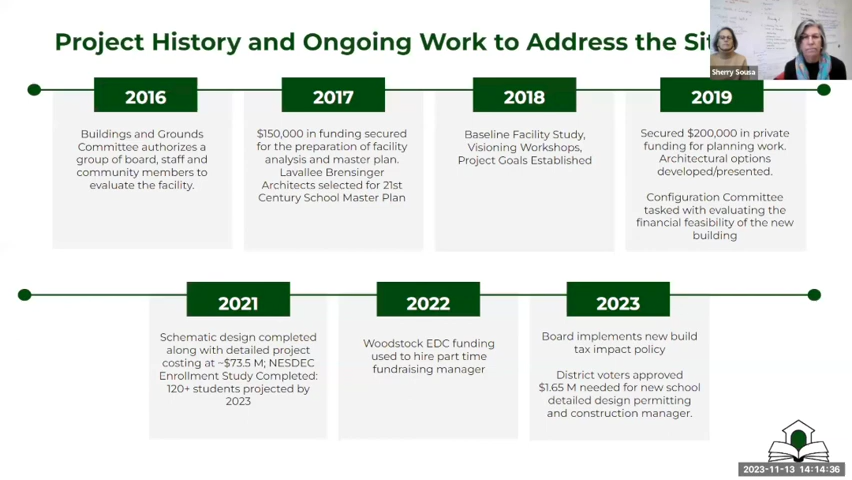 Project History and Ongoing Work to Address the Sit
Sherry Sousa
2016
2017
2018
2019
Buildings and Grounds
Committee authorizes a
group of board, staff and
community members to
evaluate the facility.
$150,000 in funding secured
for the preparation of facility
analysis and master plan.
Lavallee Brensinger
Architects selected for 21st
Century School Master Plan
Baseline Facility Study,
Visioning Workshops,
Project Goals Established
Secured $200,000 in private
funding for planning work.
Architectural options
developed/presented.
Configuration Committee
tasked with evaluating the
financial feasibility of the new
building
2021
2022
2023
Schematic design completed
along with detailed project
costing at ~$73.5 M; NESDEC
Enrollment Study Completed:
120+ students projected by
2023
Woodstock EDC funding
used to hire part time
fundraising manager
Board implements new build
tax impact policy
District voters approved
$1.65 M needed for new school
detailed design permitting
and construction manager.
2023-11-13 14:14:36